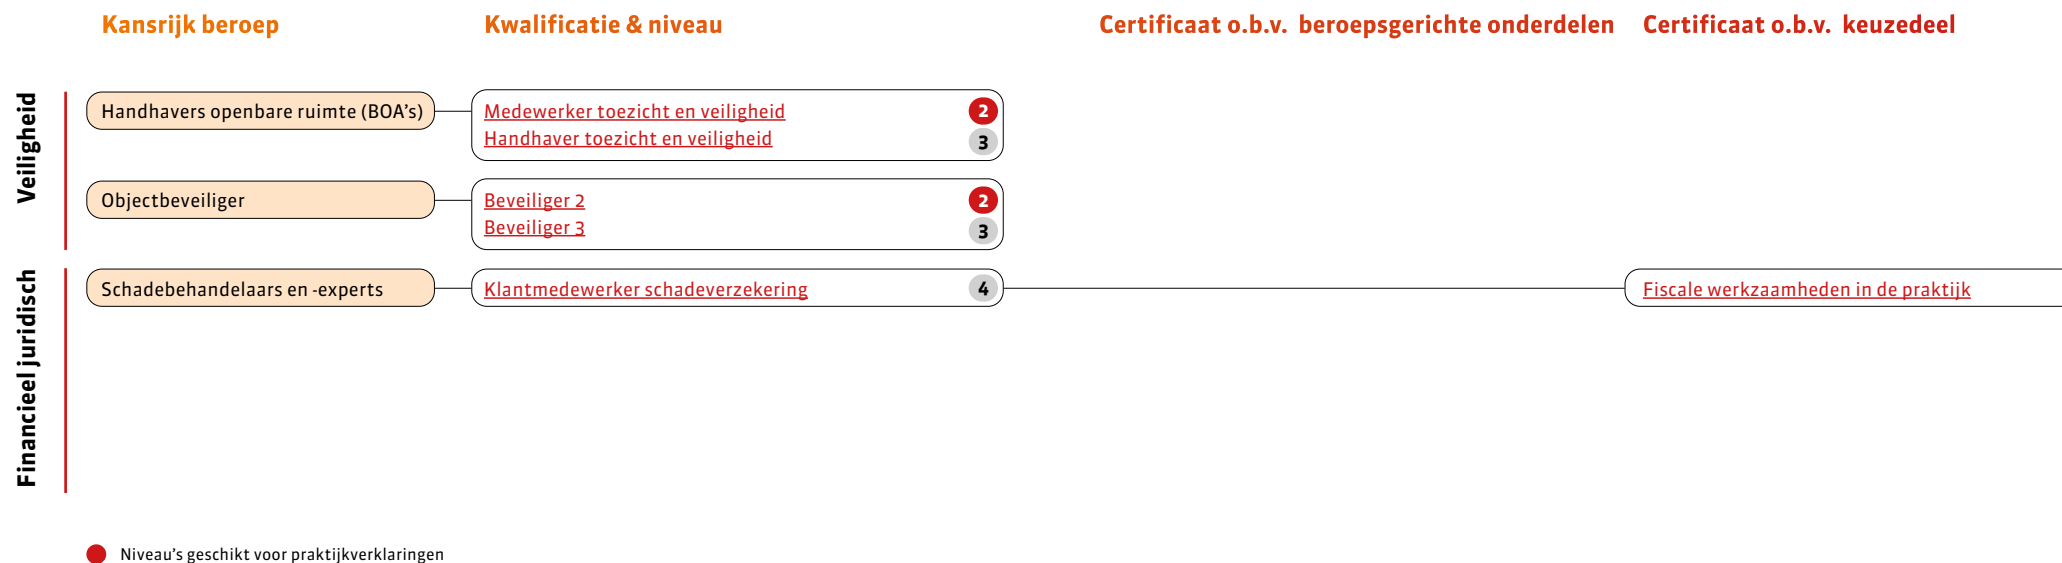 Kansrijk beroep
Kwalificatie & niveau
Certificaat o.b.v. beroepsgerichte onderdelen
Certificaat o.b.v. keuzedeel
Veiligheid
Handhavers openbare ruimte (BOA's)
Medewerker toezicht en veiligheid 2
Handhaver toezicht en veiligheid 3
Objectbeveiliger
Beveiliger 2 2
Beveiliger 3 3
Financieel juridisch
Schadebehandelaars en -experts
Klantmedewerker schadeverzekering 4
Fiscale werkzaamheden in de praktijk
Niveau's geschikt voor praktijkverklaringen